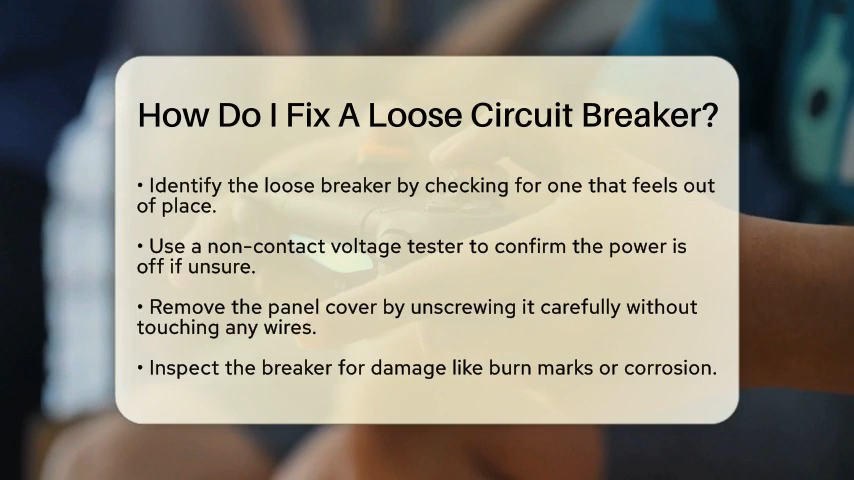 How Do I Fix A Loose Circuit Breaker?
• Identify the loose breaker by checking for one that feels out
of place.
• Use a non-contact voltage tester to confirm the power is
off if unsure.
• Remove the panel cover by unscrewing it carefully without
touching any wires.
• Inspect the breaker for damage like burn marks or corrosion.